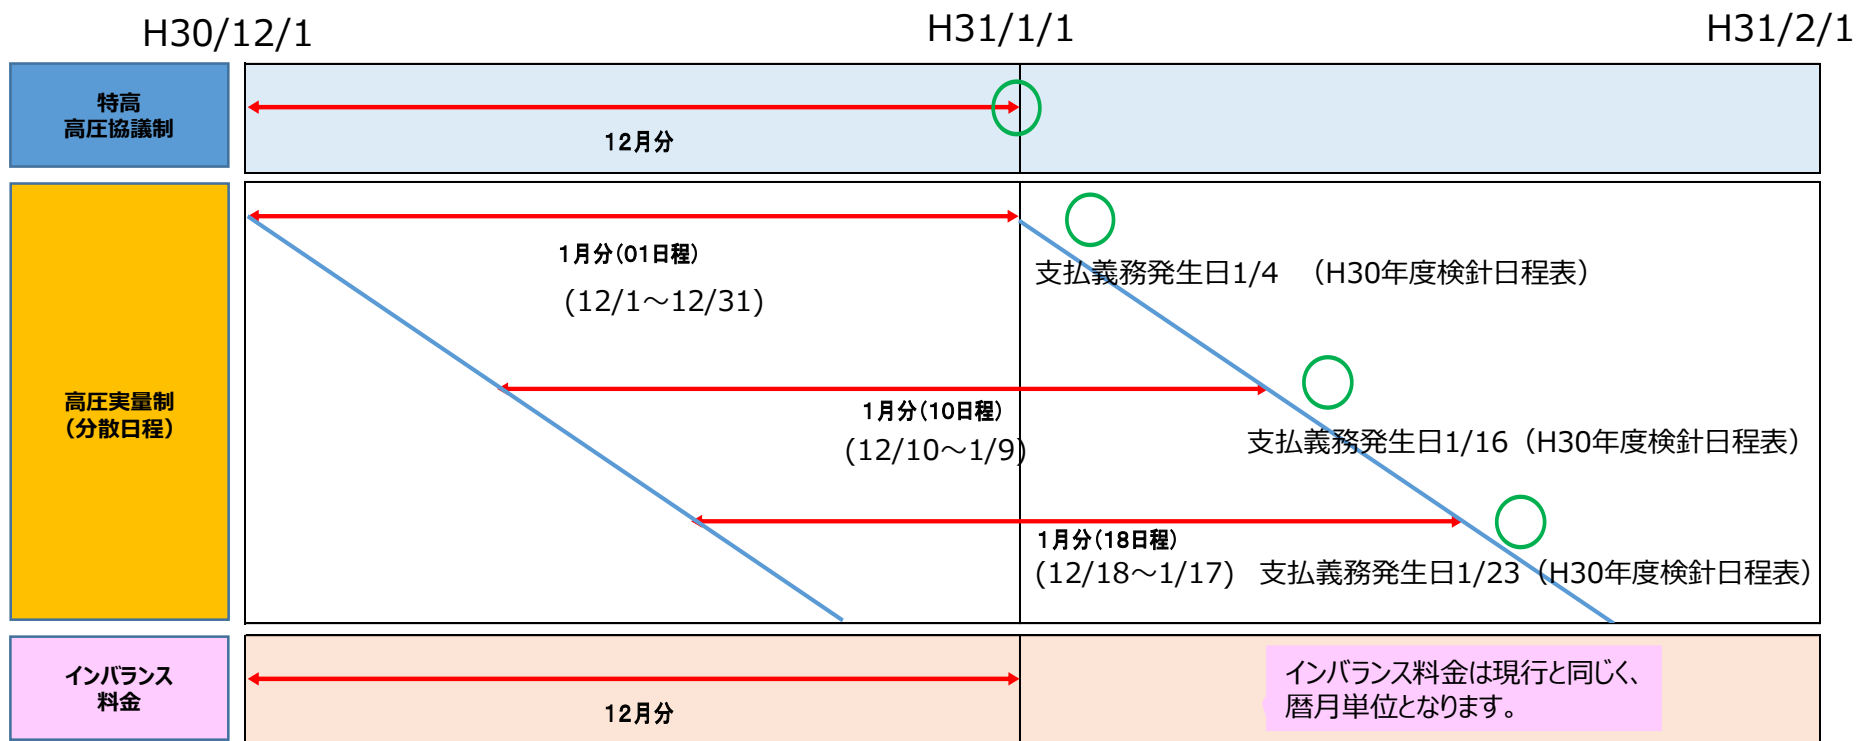 H30/12/1
H31/1/1
H31/2/1
特高
高圧協議制
12月分
高圧実量制
(分散日程)
1月分(01日程)
(12/1～12/31)
支払義務発生日1/4 (H30年度検針日程表)
1月分(10日程)
(12/10～1/9)
支払義務発生日1/16 (H30年度検針日程表)
1月分(18日程)
(12/18～1/17) 支払義務発生日1/23 (H30年度検針日程表)
インバランス
料金
12月分
インバランス料金は現行と同じく、
暦月単位となります。